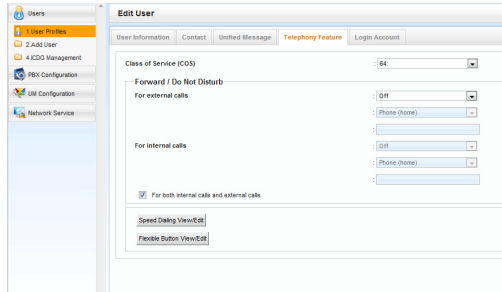 Users
1.User Profiles
2.Add User
4.ICDG Management
PBX Configuration
UM Configuration
Network Service
Edit User
User Information
Contact
Unified Message
Telephony Feature
Login Account
Class of Service (COS)
: 64:
Forward / Do Not Disturb
For external calls
: Off
: Phone (home)
:
For internal calls
: Off
: Phone (home)
:
For both internal calls and external calls
Speed Dialing View/Edit
Flexible Button View/Edit